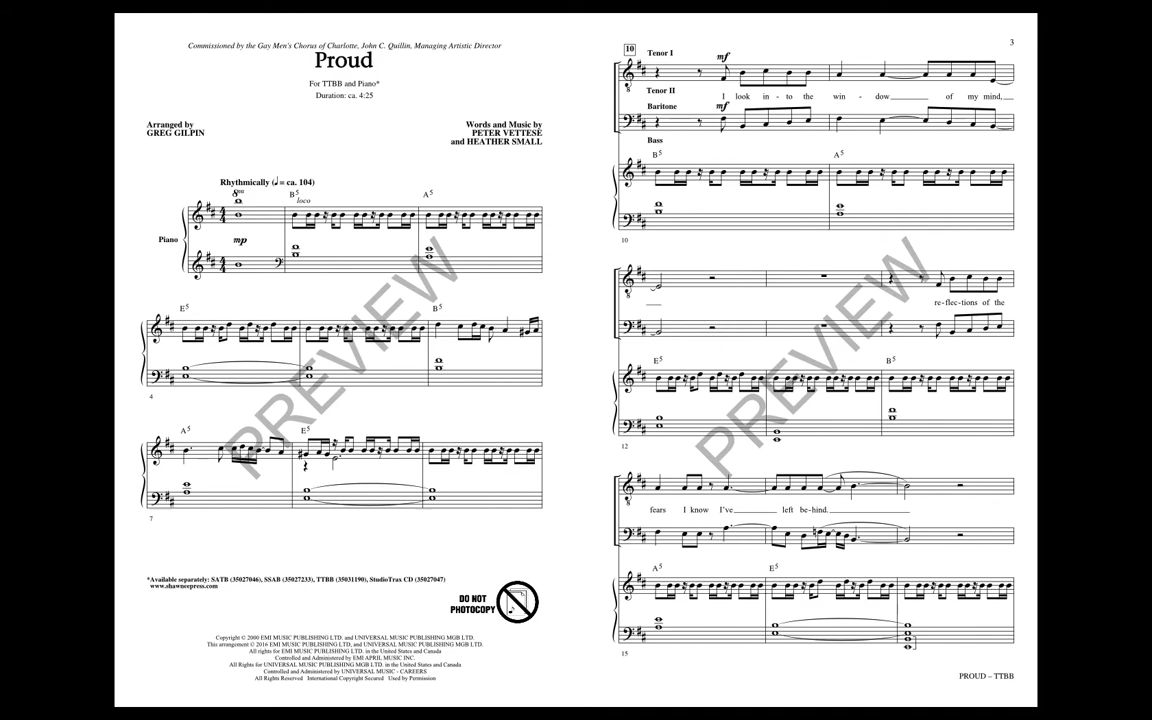 Commissioned by the Gay Men's Chorus of Charlotte, John C. Quillin, Managing Artistic Director
Proud
For TTBB and Piano*
Duration: ca. 4:25
Arranged by
GREG GILPIN
Words and Music by
PETER VETTESE
and HEATHER SMALL
Rhythmically (♩ = ca. 104)
8va
B5 loco A5
Piano
mp
E5 B5
4
A5 E5
7
PREVIEW
*Available separately: SATB (35027046), SSAB (35027233), TTBB (35031190), StudioTrax CD (35027047)
www.shawneepress.com
DO NOT
PHOTOCOPY
Copyright © 2000 EMI MUSIC PUBLISHING LTD. and UNIVERSAL MUSIC PUBLISHING MGB LTD.
This arrangement © 2016 EMI MUSIC PUBLISHING LTD, and UNIVERSAL MUSIC PUBLISHING MGB LTD.
All rights for EMI MUSIC PUBLISHING LTD. in the United States and Canada
Controlled and Administered by EMI APRIL MUSIC INC.
All Rights for UNIVERSAL MUSIC PUBLISHING MGB LTD. in the United States and Canada
Controlled and Administered by UNIVERSAL MUSIC - CAREERS
All Rights Reserved International Copyright Secured Used by Permission
3
10
Tenor I
mf
I look in - to the win - dow of my mind,
Tenor II
Baritone
mf
Bass
B5 A5
10
re - flec - tions of the
E5 B5
12
fears I know I've left be - hind.
A5 E5
15
PREVIEW
PROUD – TTBB